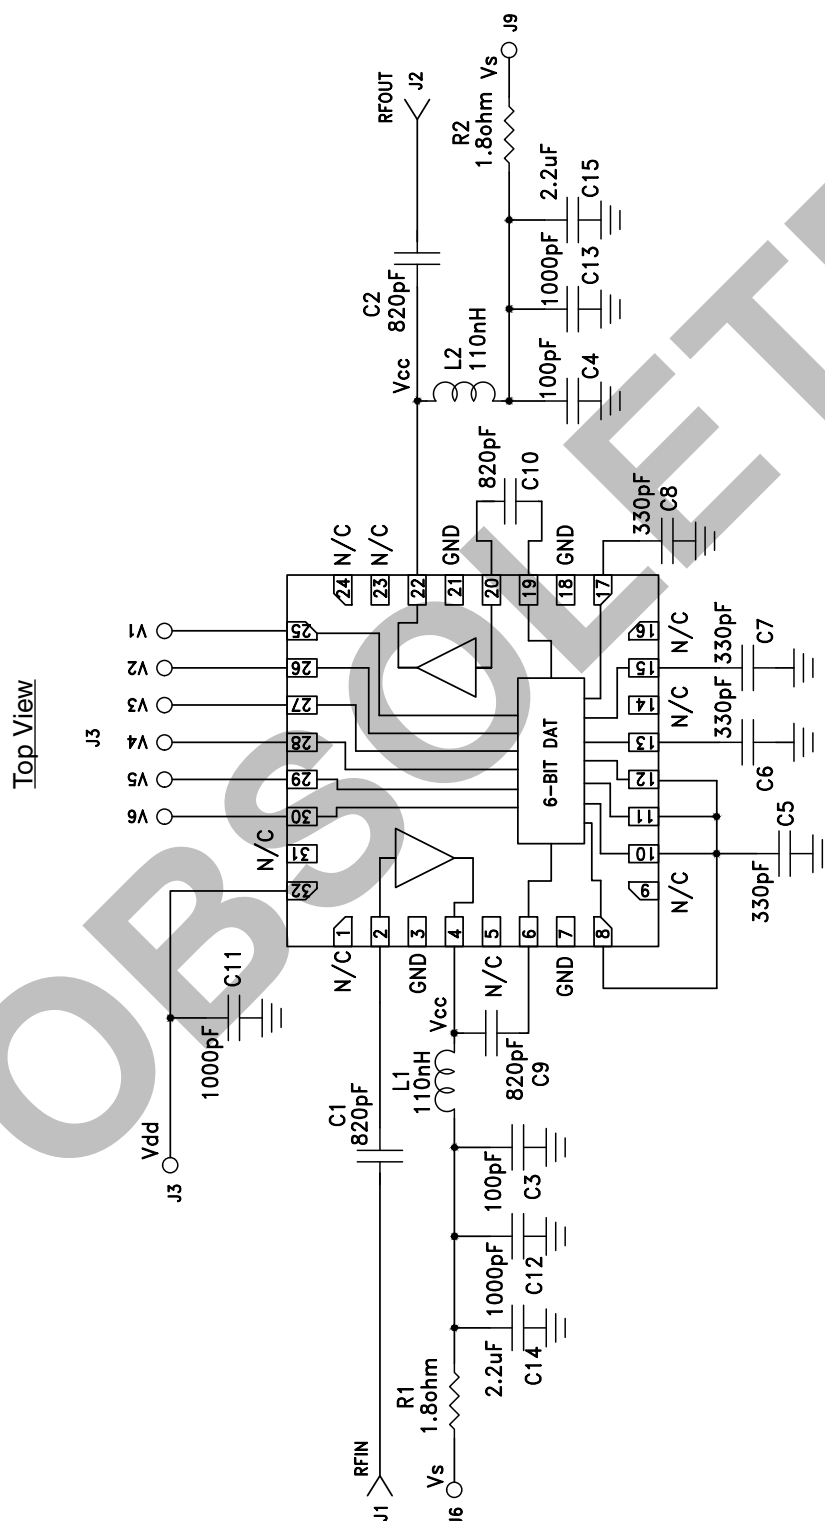 Top View
J3
V1
V2
V3
V4
V5
V6
25
26
27
28
29
30
31
N/C
32
Vdd
J3
1000pF
C11
RFIN
J1
C1
820pF
N/C
1
2
GND
3
4
N/C
5
6
GND
7
8
Vcc
L1
110nH
820pF
C9
100pF
C3
1000pF
C12
2.2uF
C14
R1
1.8ohm
Vs
J6
6-BIT DAT
24
N/C
23
N/C
22
21
GND
20
19
18
GND
17
820pF
C10
Vcc
L2
110nH
C2
820pF
RFOUT
J2
100pF
C4
1000pF
C13
2.2uF
C15
R2
1.8ohm
Vs
J9
330pF
C8
16
N/C
15
330pF
C7
14
N/C
13
330pF
C6
12
11
10
330pF
C5
9
N/C
OBSOLET